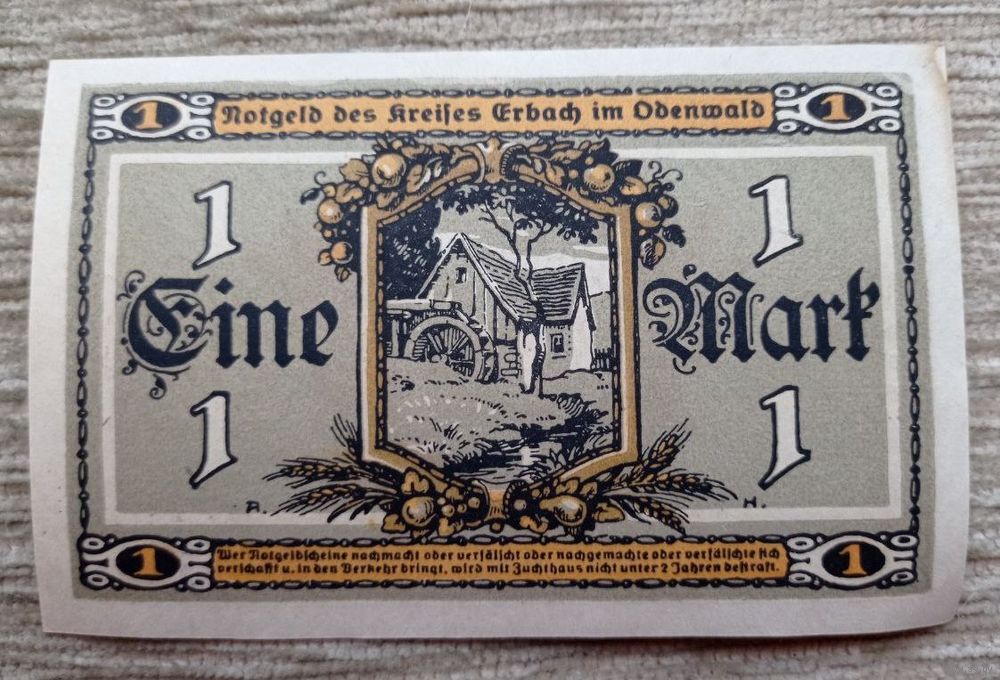 1 Notgeld des Kreiſes Erbach im Odenwald 1
1 1
Eine Mark
1 1
A. H.
1 Wer Notgeldſcheine nachmacht oder verfälſcht oder nachgemachte oder verfälſchte ſich 1
verſchafft u. in den Verkehr bringt, wird mit Zuchthaus nicht unter 2 Jahren beſtraft.